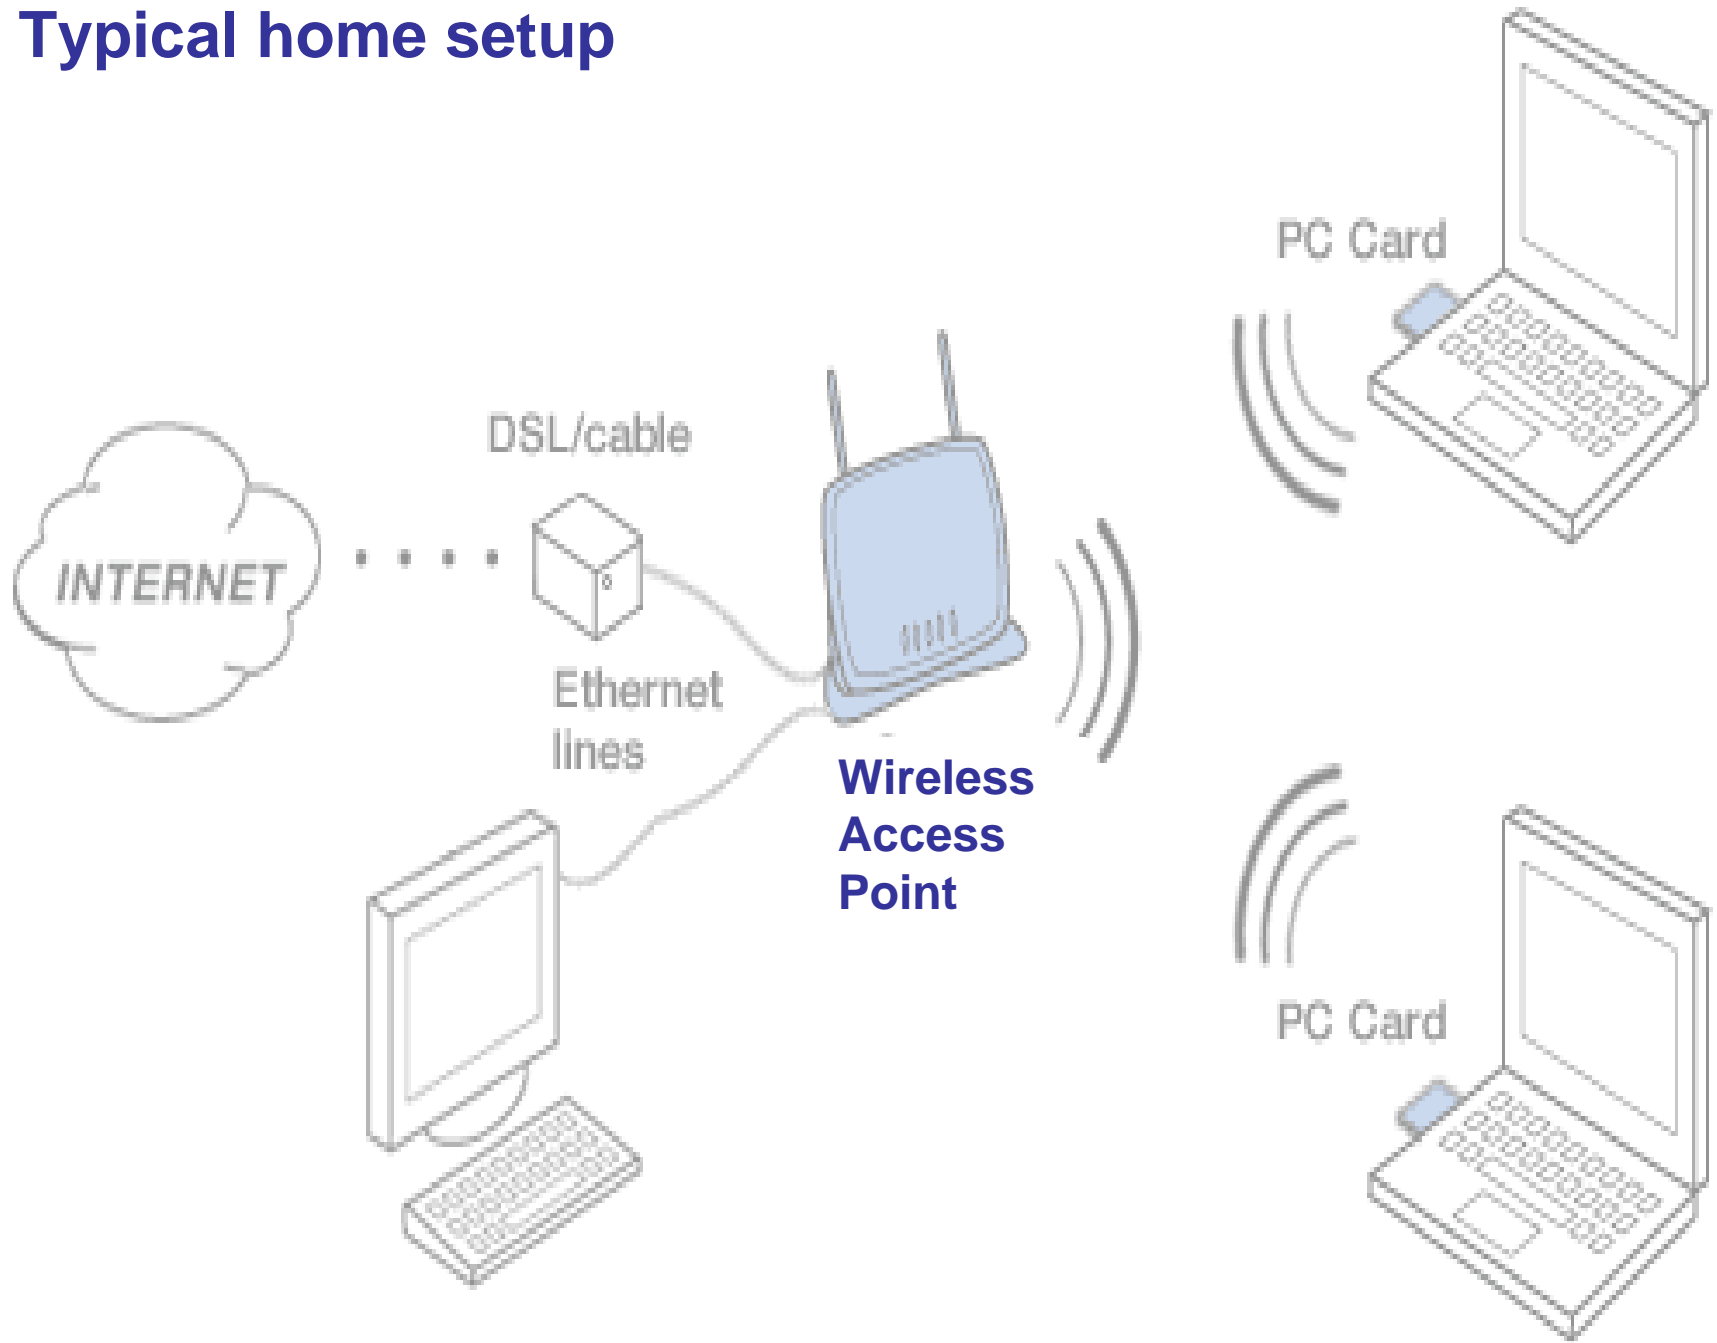 Typical home setup
PC Card
DSL/cable
INTERNET
Ethernet
lines
Wireless
Access
Point
PC Card